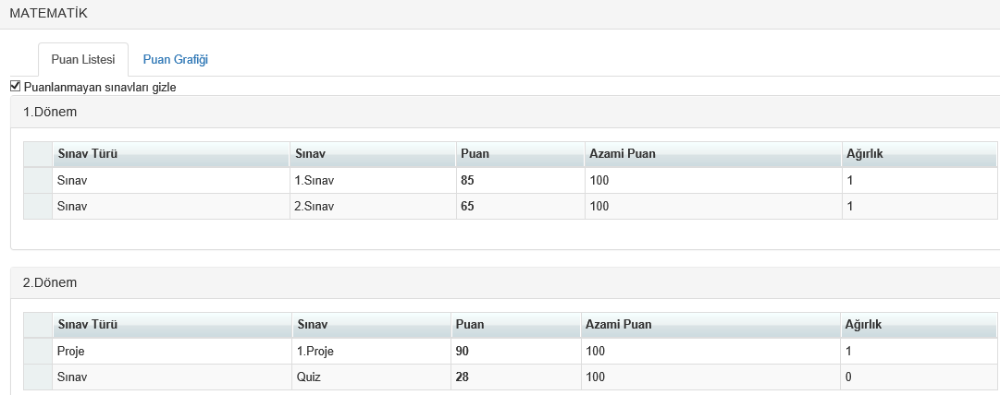 MATEMATİK
Puan Listesi Puan Grafiği
Puanlanmayan sınavları gizle
1.Dönem
Sınav Türü Sınav Puan Azami Puan Ağırlık
Sınav 1.Sınav 85 100 1
Sınav 2.Sınav 65 100 1
2.Dönem
Sınav Türü Sınav Puan Azami Puan Ağırlık
Proje 1.Proje 90 100 1
Sınav Quiz 28 100 0